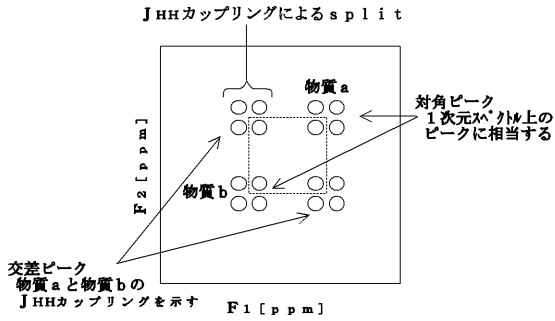 JHHカップリングによるｓｐｌｉｔ
物質ａ
対角ピーク
１次元ｽﾍﾟｸﾄﾙ上の
ピークに相当する
F2［ppm］
物質ｂ
交差ピーク
物質ａと物質ｂの
JHHカップリングを示す
F1［ppm］